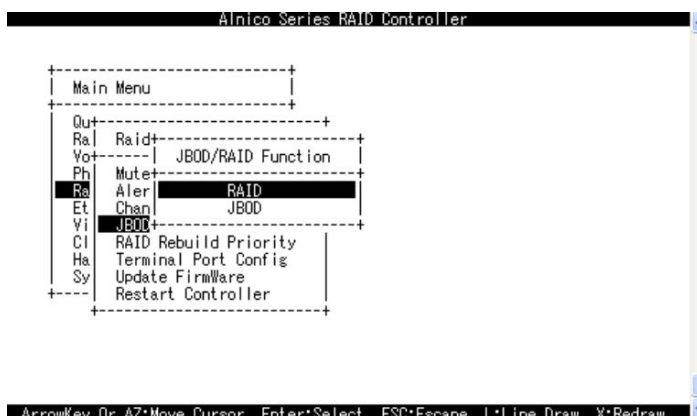 Alnico Series RAID Controller
Main Menu
Qu
Ra Raid
Vo JBOD/RAID Function
Ph Mute
Ra Aler RAID
Et Chan JBOD
Vi JBOD
Cl RAID Rebuild Priority
Ha Terminal Port Config
Sy Update FirmWare
Restart Controller
ArrowKey Or AZ:Move Cursor, Enter:Select, ESC:Escape, L:Line Draw, X:Redraw